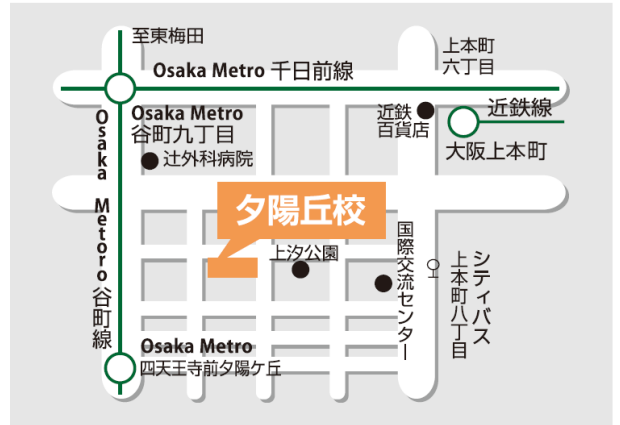 至東梅田
上本町
六丁目
Osaka Metro 千日前線
Osaka Metro
谷町九丁目
近鉄
百貨店
近鉄線
大阪上本町
辻外科病院
Osaka Metoro 谷町線
夕陽丘校
上汐公園
国際交流センター
シティバス
上本町八丁目
Osaka Metro
四天王寺前夕陽ケ丘